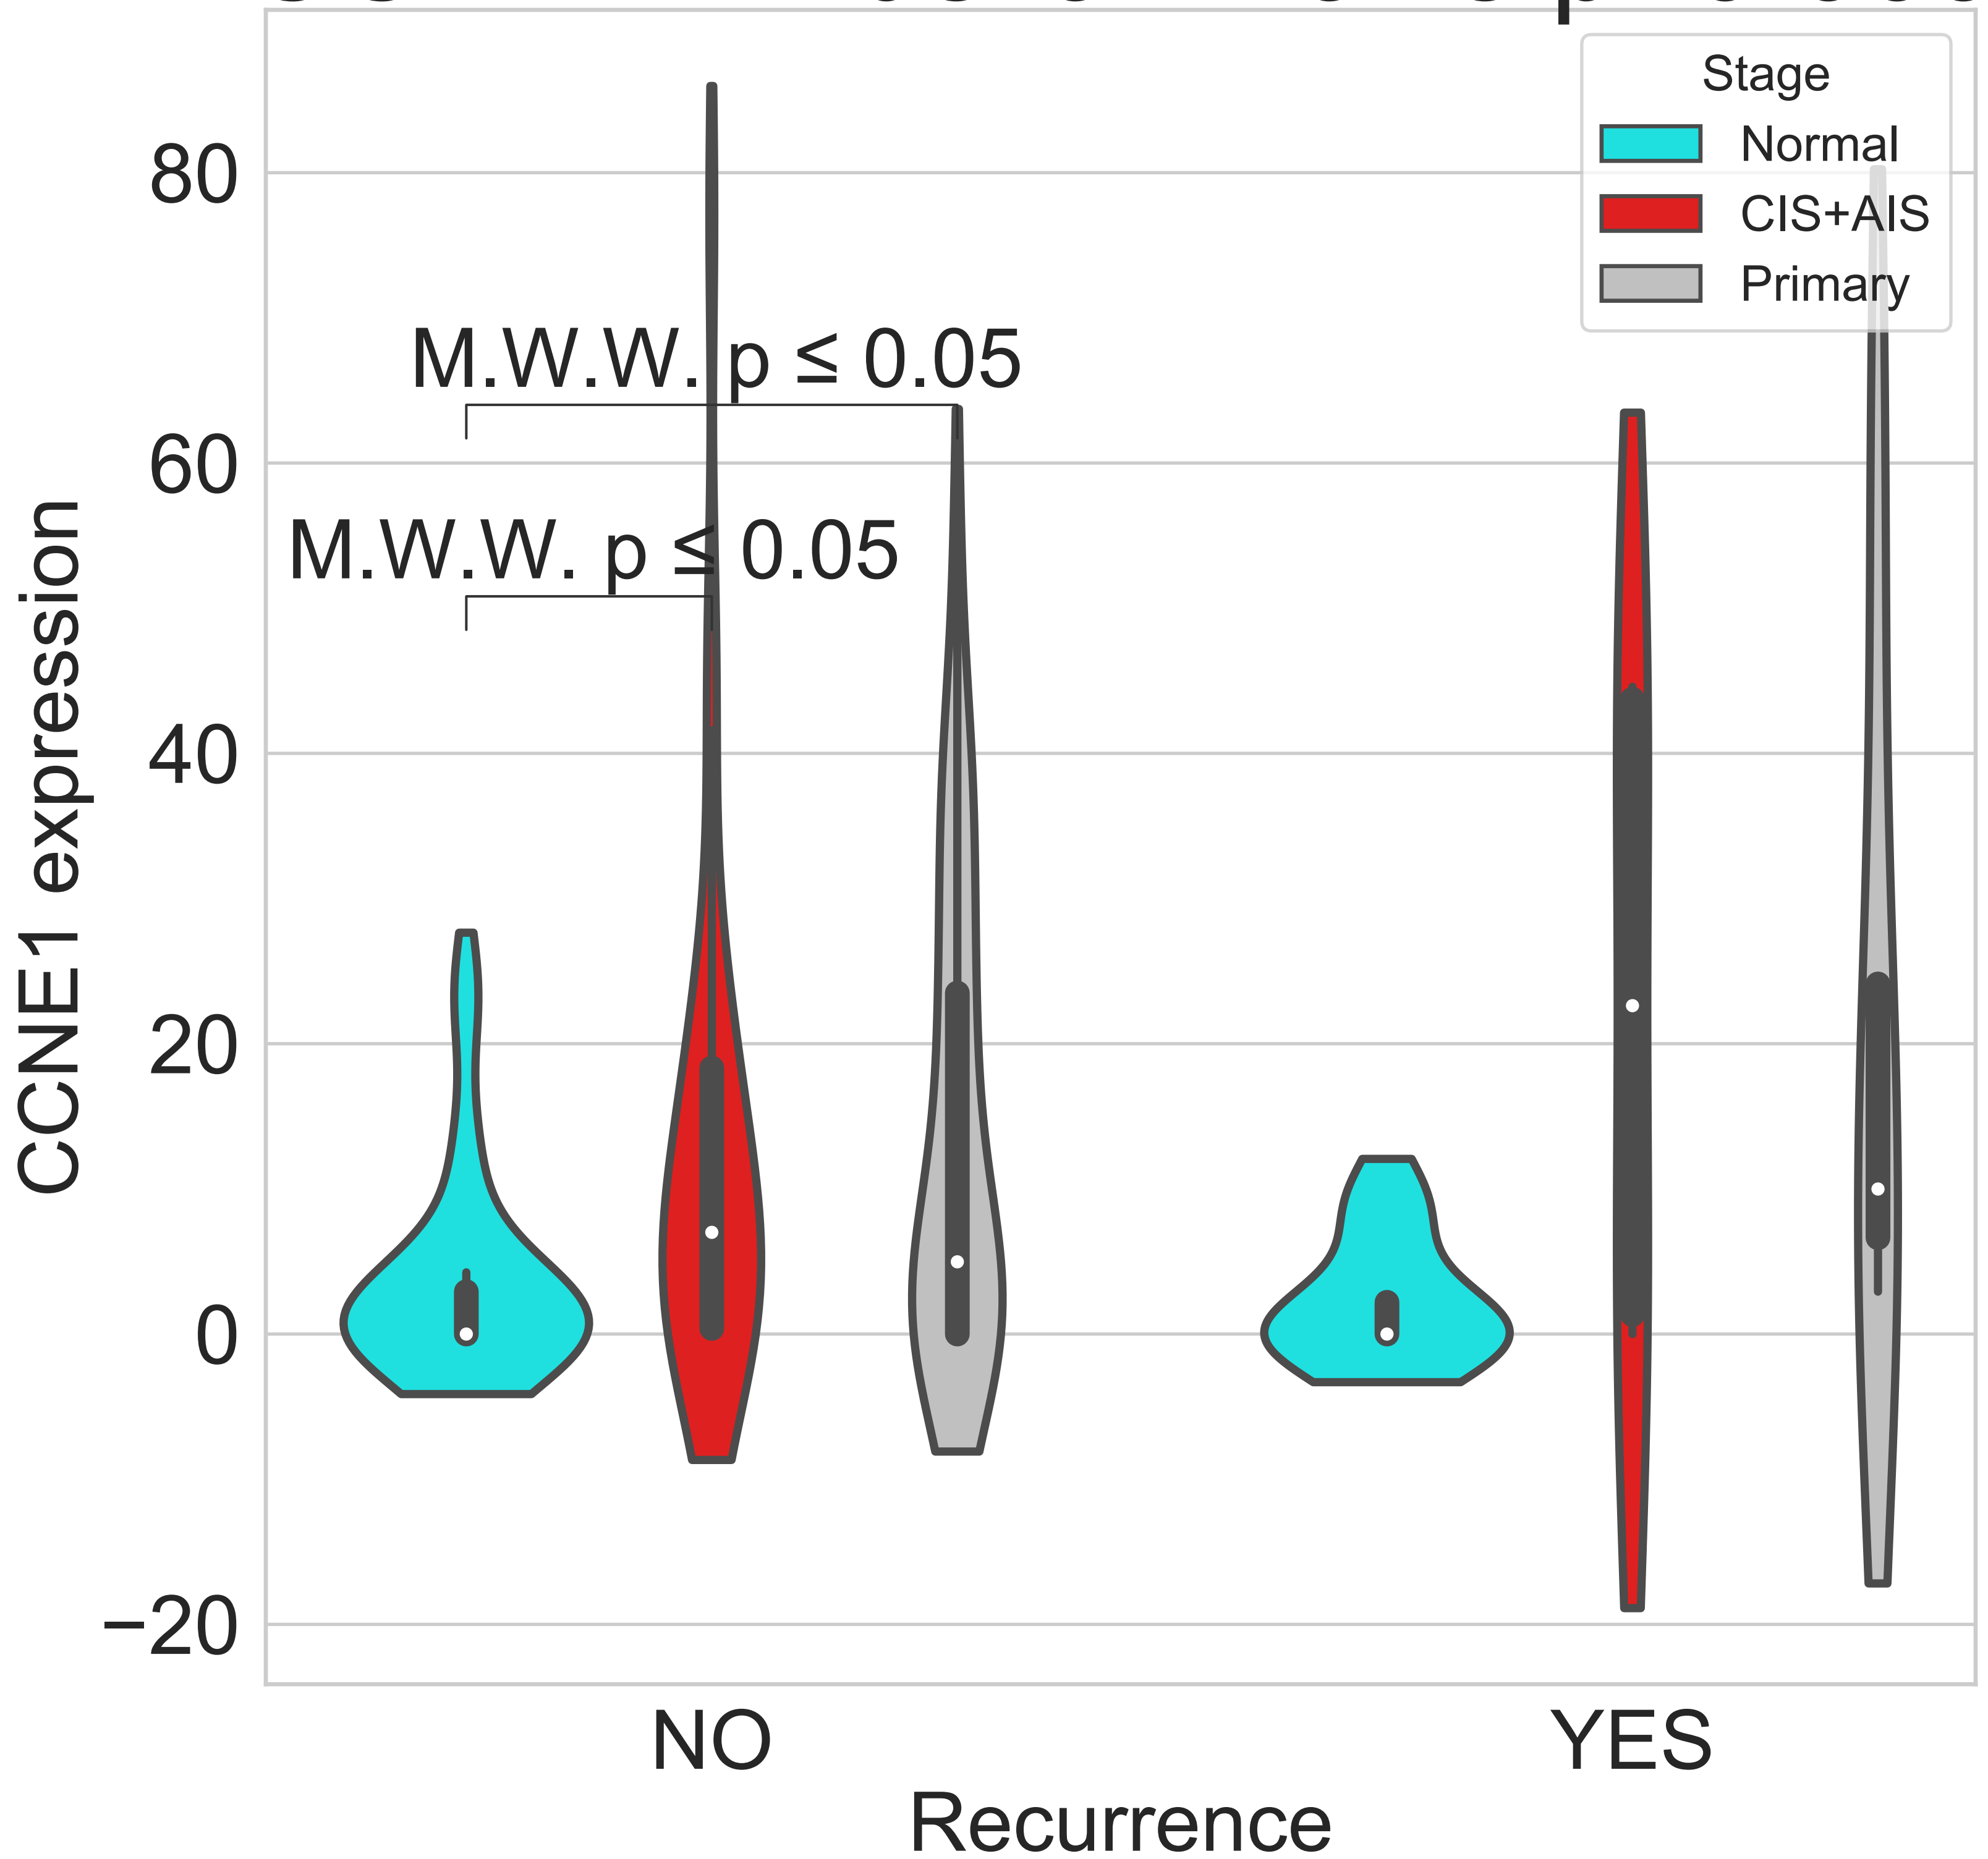 Stage
Normal
CIS+AIS
Primary
M.W.W. p ≤ 0.05
M.W.W. p ≤ 0.05
80
60
40
20
0
−20
CCNE1 expression
NO
YES
Recurrence